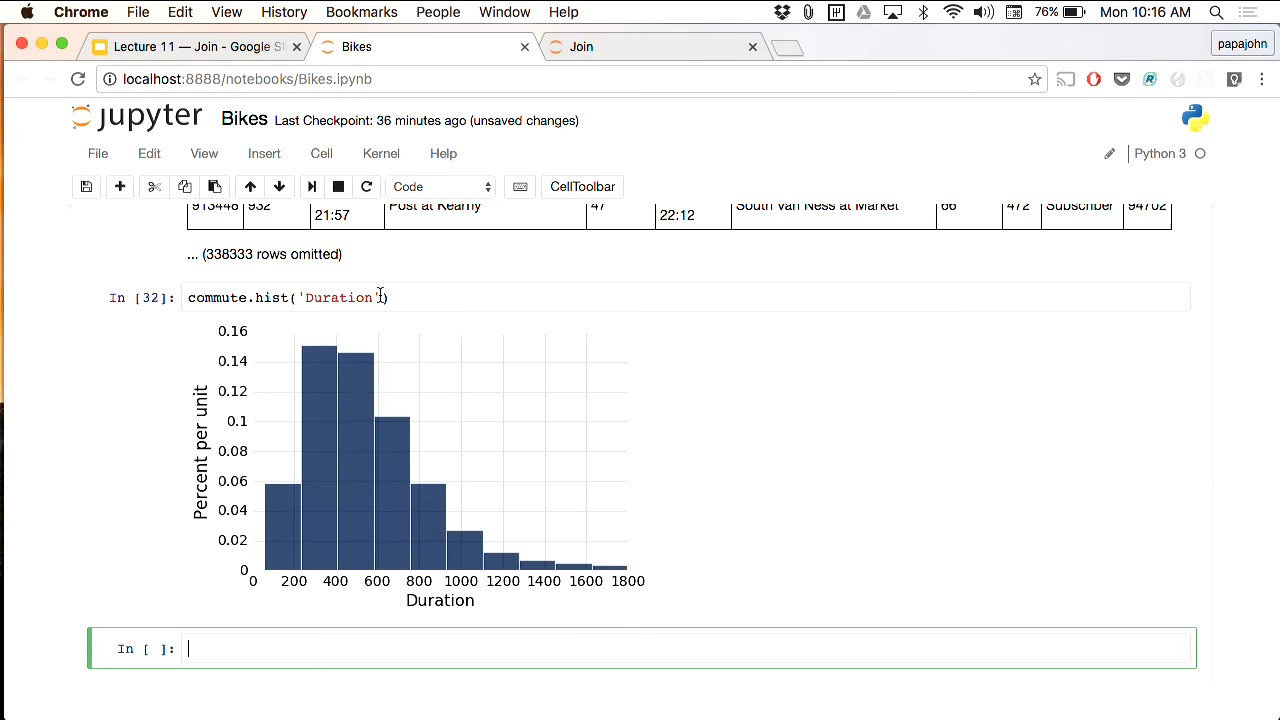 Chrome File Edit View History Bookmarks People Window Help 76% Mon 10:16 AM
Lecture 11 — Join - Google Sl Bikes Join papajohn
localhost:8888/notebooks/Bikes.ipynb
jupyter Bikes Last Checkpoint: 36 minutes ago (unsaved changes)
File Edit View Insert Cell Kernel Help Python 3
Code CellToolbar
913448 932 21:57 Post at Kearny 47 22:12 South Van Ness at Market 66 472 Subscriber 94702
... (338333 rows omitted)
In [32]: commute.hist('Duration')
0.16
0.14
0.12
0.1
0.08
0.06
0.04
0.02
0
Percent per unit
0 200 400 600 800 1000 1200 1400 1600 1800
Duration
In [ ]: